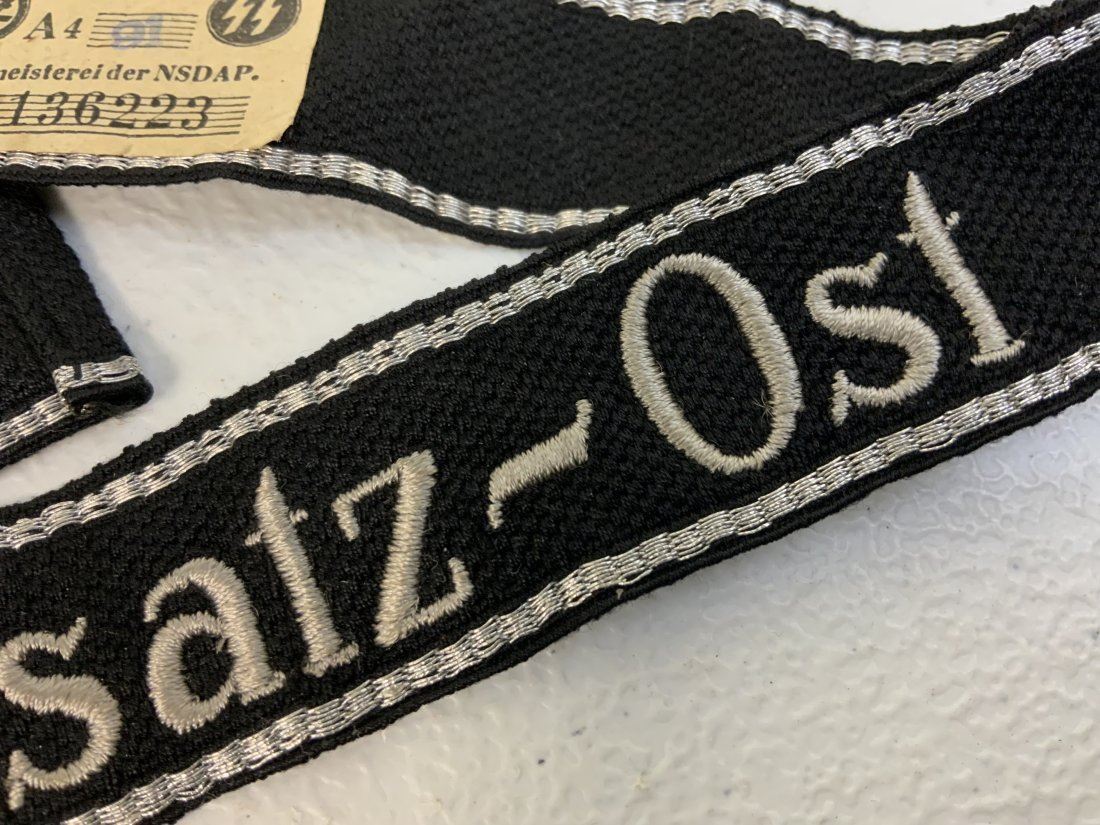 A4
meisterei der NSDAP.
136223
satz-Ost